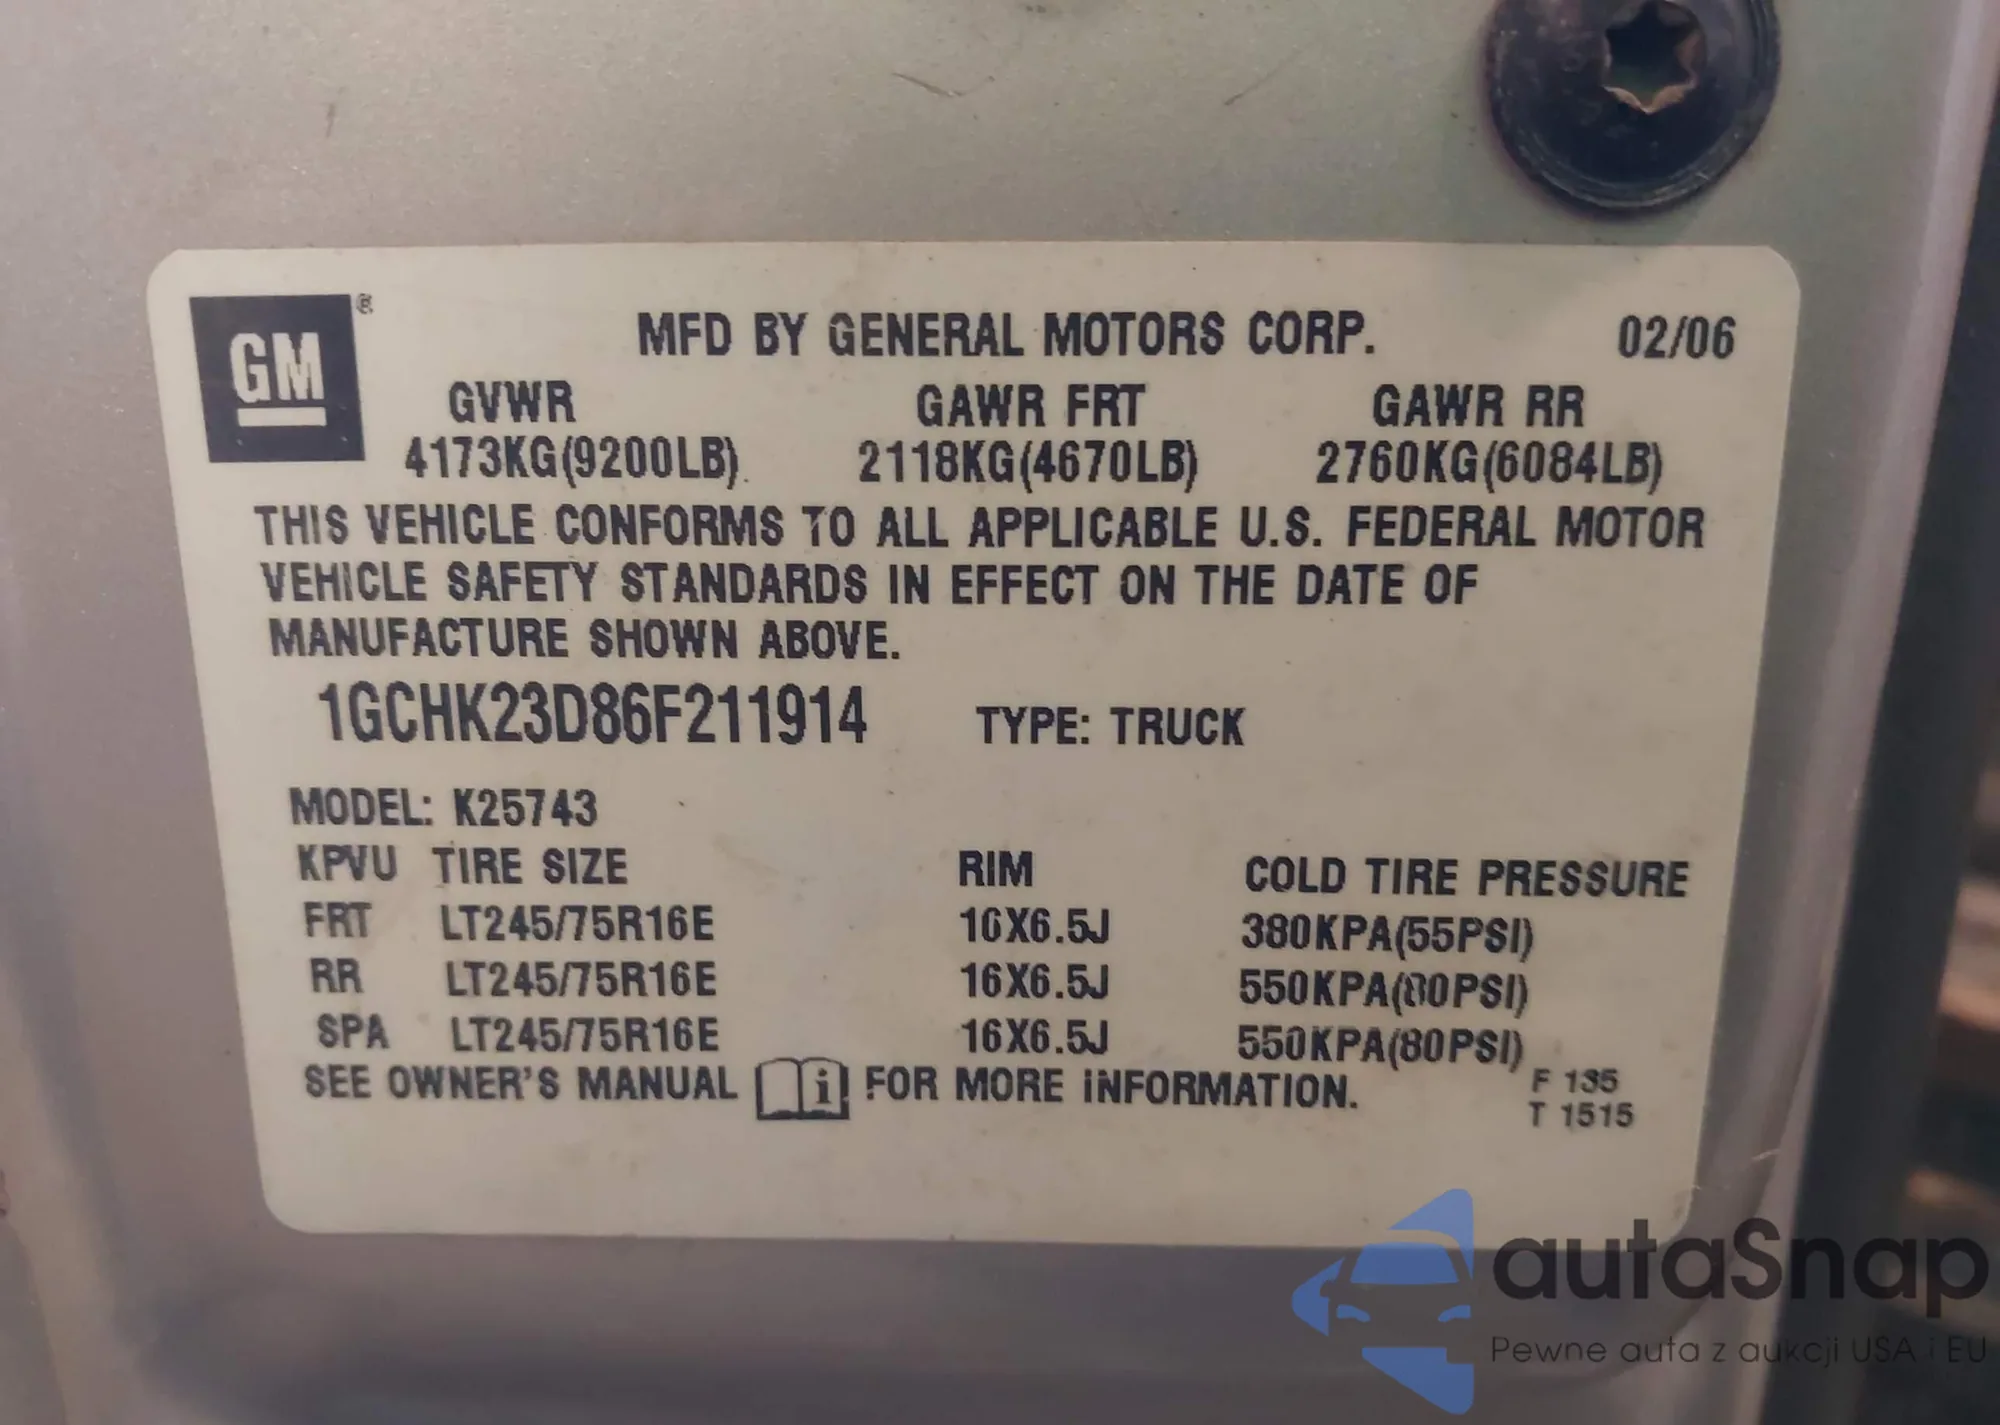 GM®
MFD BY GENERAL MOTORS CORP. 02/06
GVWR GAWR FRT GAWR RR
4173KG(9200LB) 2118KG(4670LB) 2760KG(6084LB)
THIS VEHICLE CONFORMS TO ALL APPLICABLE U.S. FEDERAL MOTOR
VEHICLE SAFETY STANDARDS IN EFFECT ON THE DATE OF
MANUFACTURE SHOWN ABOVE.
1GCHK23D86F211914 TYPE: TRUCK
MODEL: K25743
KPVU TIRE SIZE RIM COLD TIRE PRESSURE
FRT LT245/75R16E 16X6.5J 380KPA(55PSI)
RR LT245/75R16E 16X6.5J 550KPA(80PSI)
SPA LT245/75R16E 16X6.5J 550KPA(80PSI)
SEE OWNER'S MANUAL i FOR MORE INFORMATION.
F 135
T 1515
autaSnap
Pewne auta z aukcji USA i EU